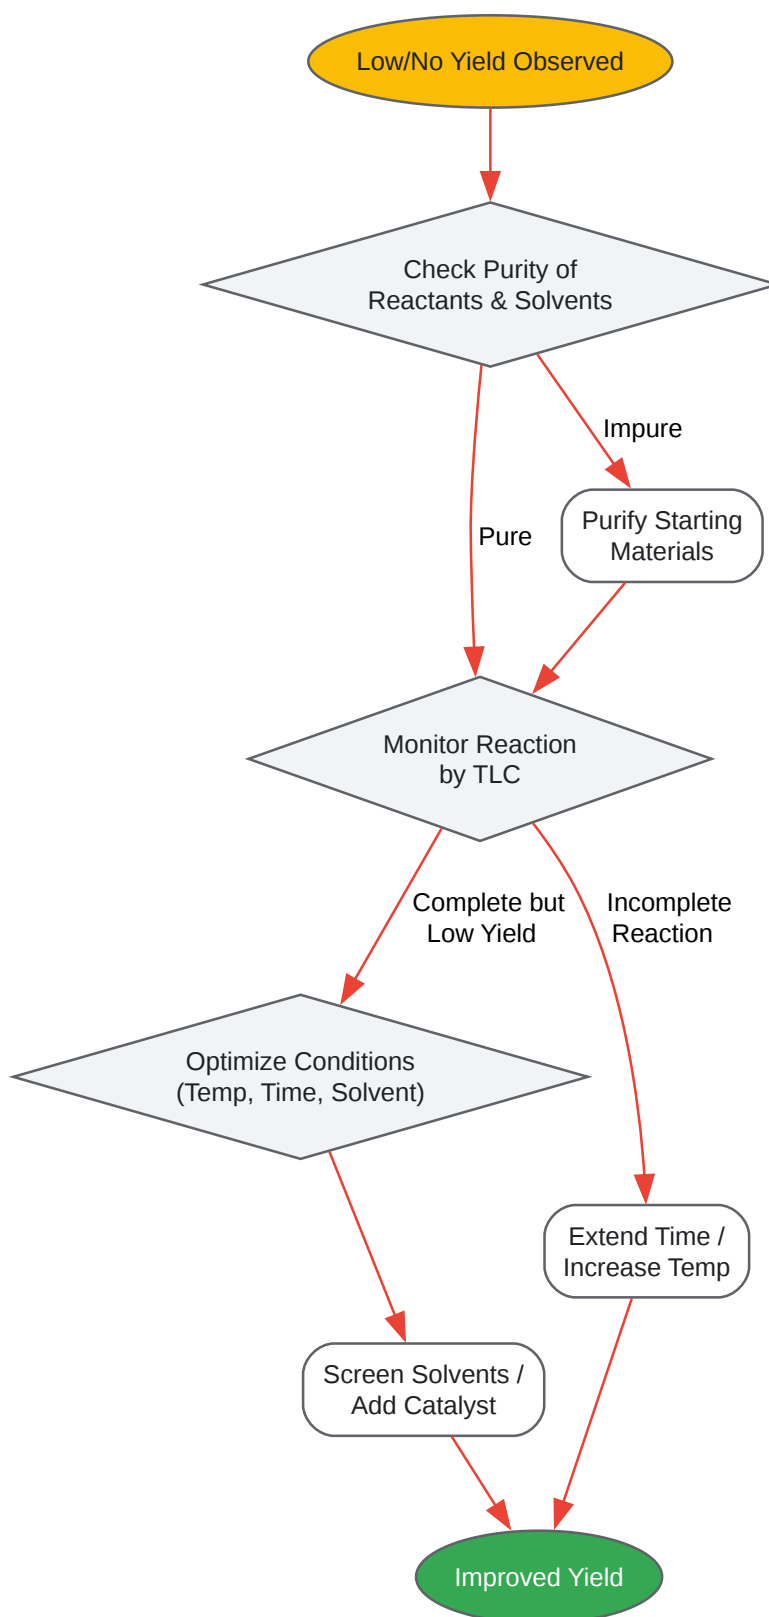 Low/No Yield Observed
Check Purity of
Reactants & Solvents
Impure
Pure
Purify Starting
Materials
Monitor Reaction
by TLC
Complete but
Low Yield
Incomplete
Reaction
Optimize Conditions
(Temp, Time, Solvent)
Extend Time /
Increase Temp
Screen Solvents /
Add Catalyst
Improved Yield